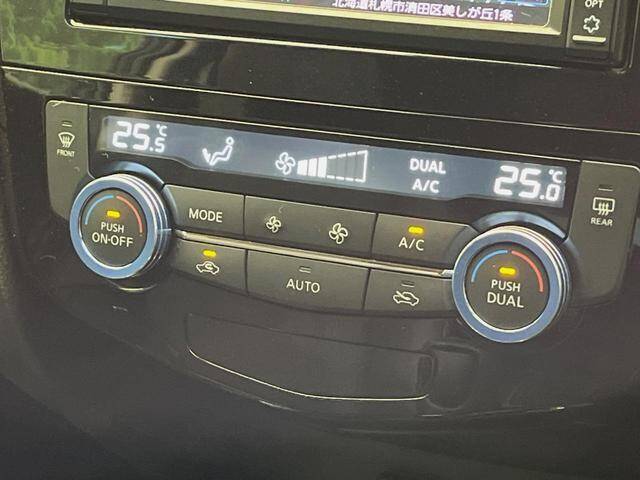 北海道札幌市清田区美しが丘1条
OPT
25.5℃
DUAL
A/C
25.0℃
FRONT
REAR
PUSH
ON·OFF
MODE
A/C
AUTO
PUSH
DUAL